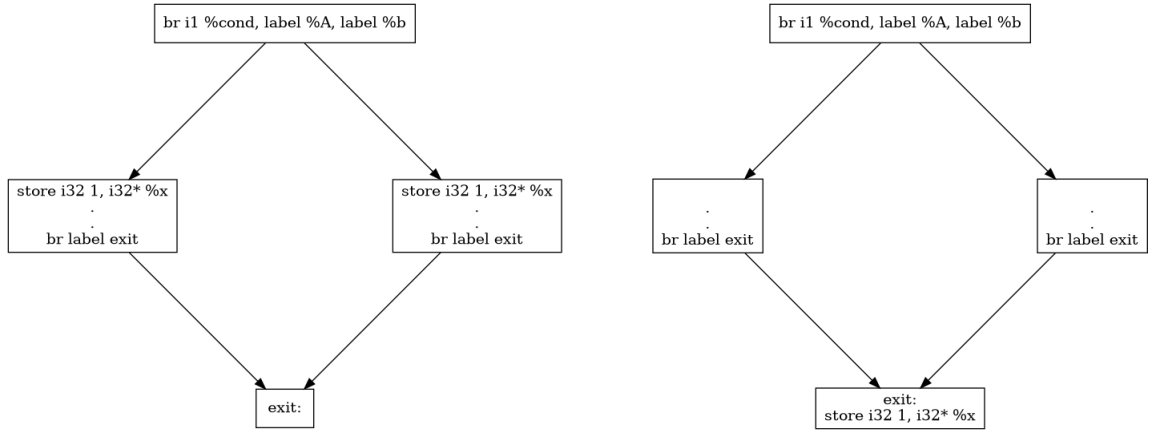 br i1 %cond, label %A, label %b
store i32 1, i32* %x
.
.
br label exit
store i32 1, i32* %x
.
.
br label exit
exit:
br i1 %cond, label %A, label %b
.
.
br label exit
.
.
br label exit
exit:
store i32 1, i32* %x